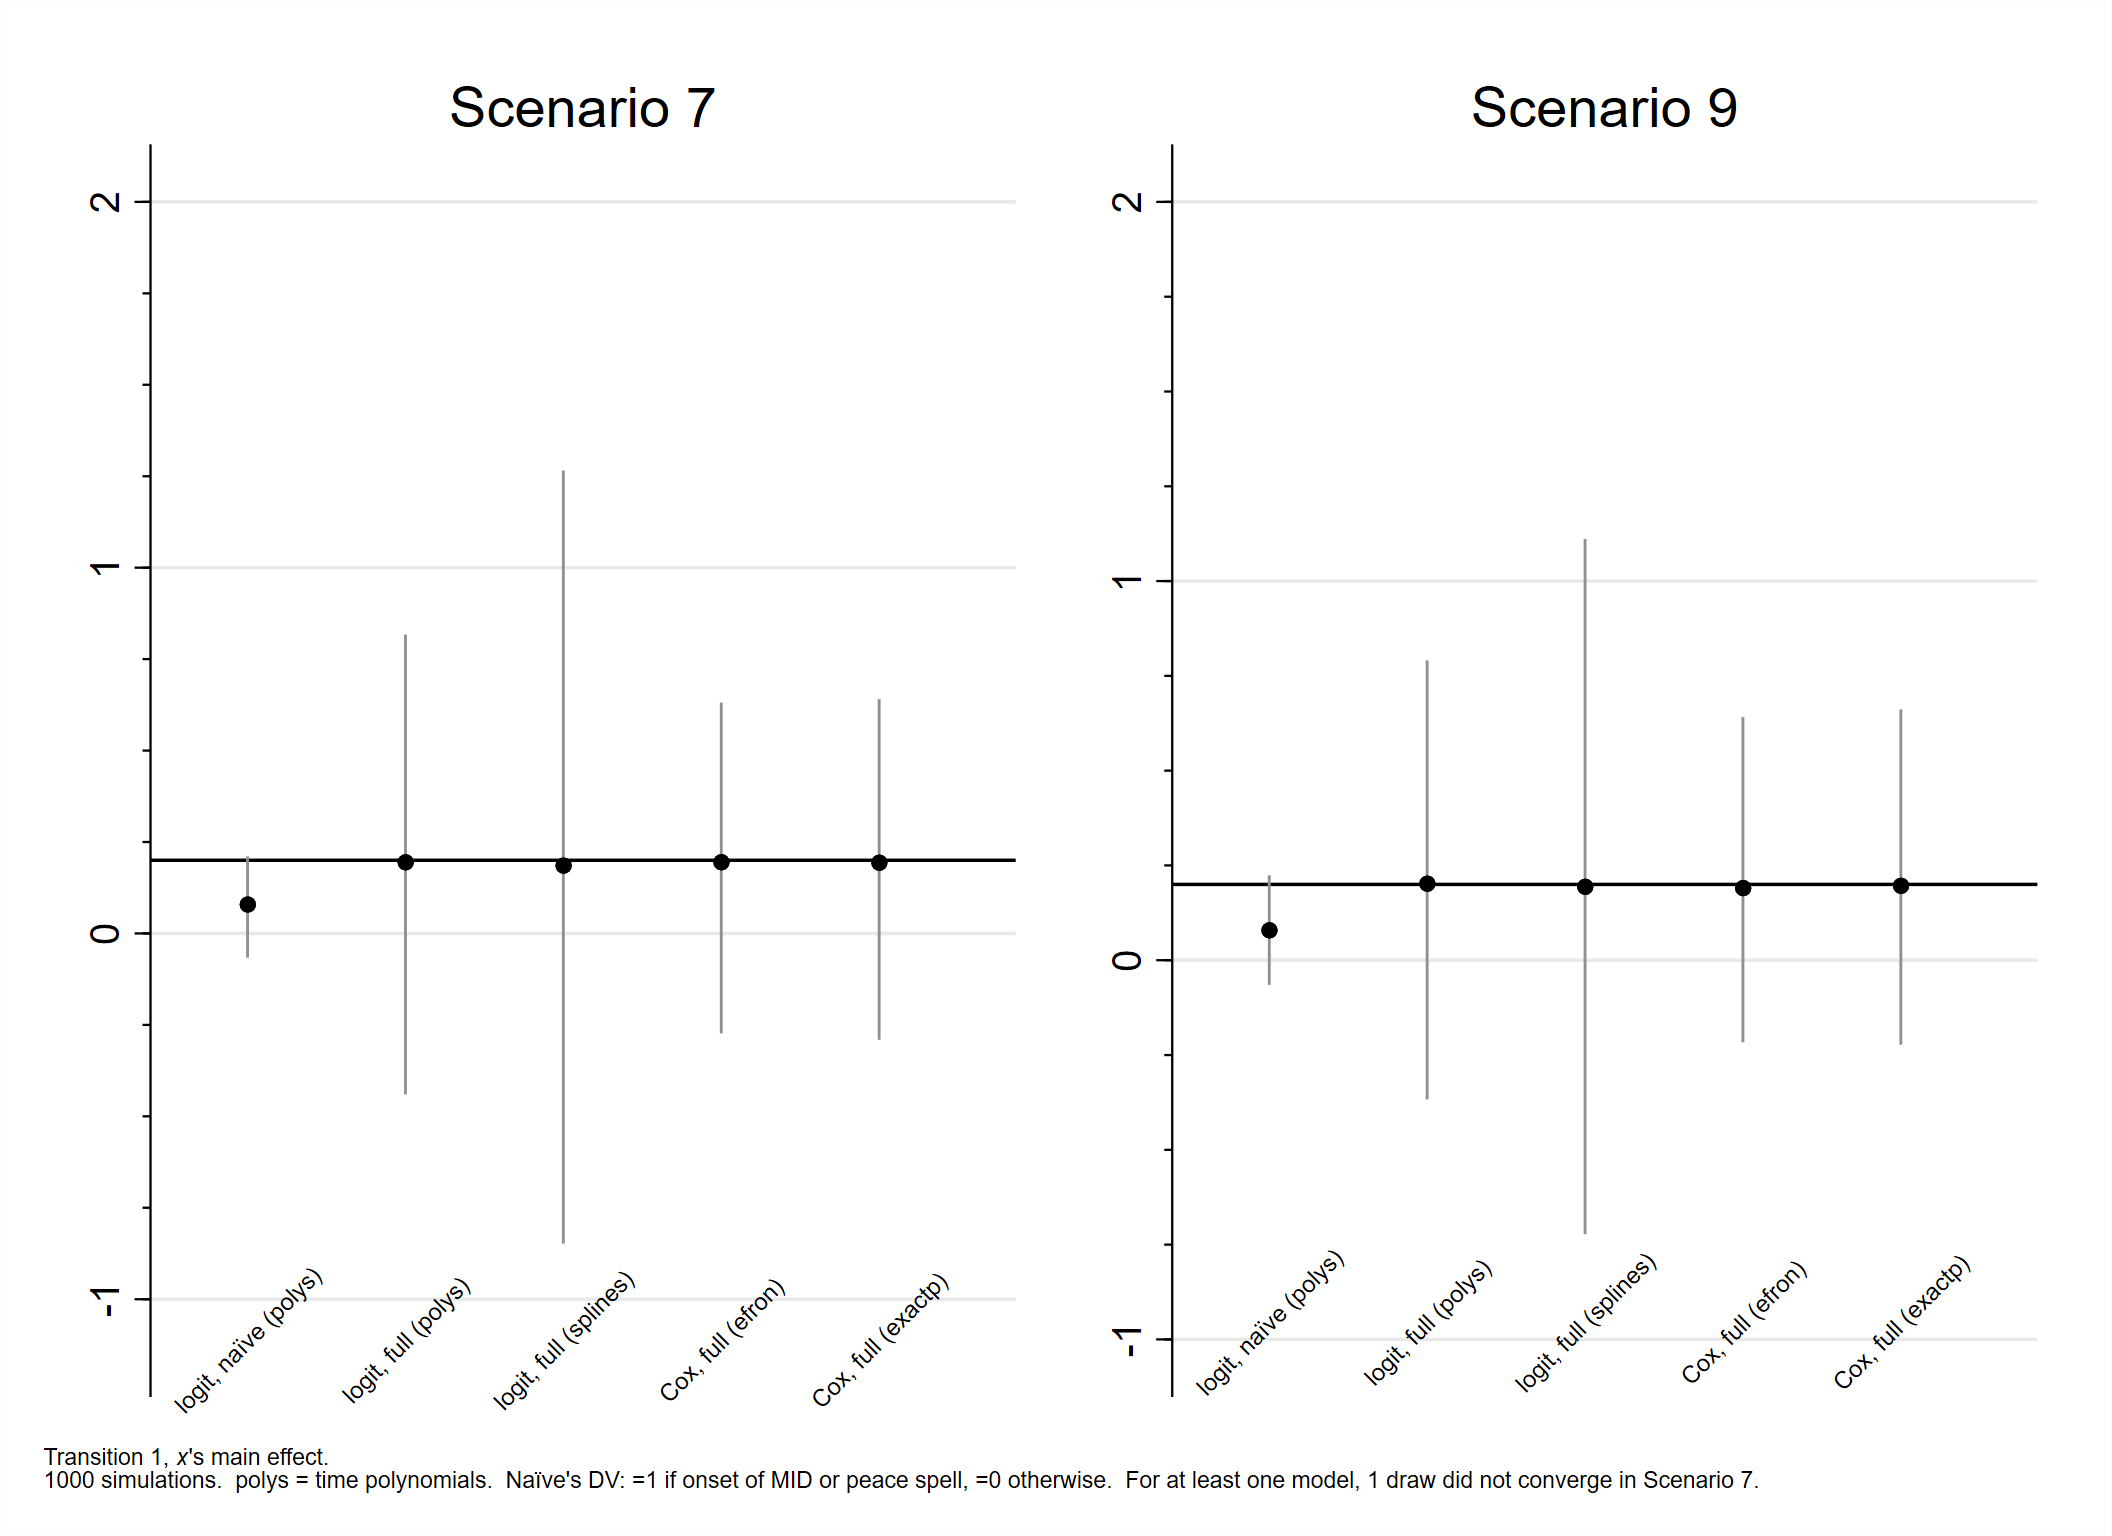 Scenario 7
2
1
0
-1
logit, naïve (polys)
logit, full (polys)
logit, full (splines)
Cox, full (efron)
Cox, full (exactp)
Scenario 9
2
1
0
-1
logit, naïve (polys)
logit, full (polys)
logit, full (splines)
Cox, full (efron)
Cox, full (exactp)
Transition 1, x's main effect.
1000 simulations.  polys = time polynomials.  Naïve's DV: =1 if onset of MID or peace spell, =0 otherwise.  For at least one model, 1 draw did not converge in Scenario 7.